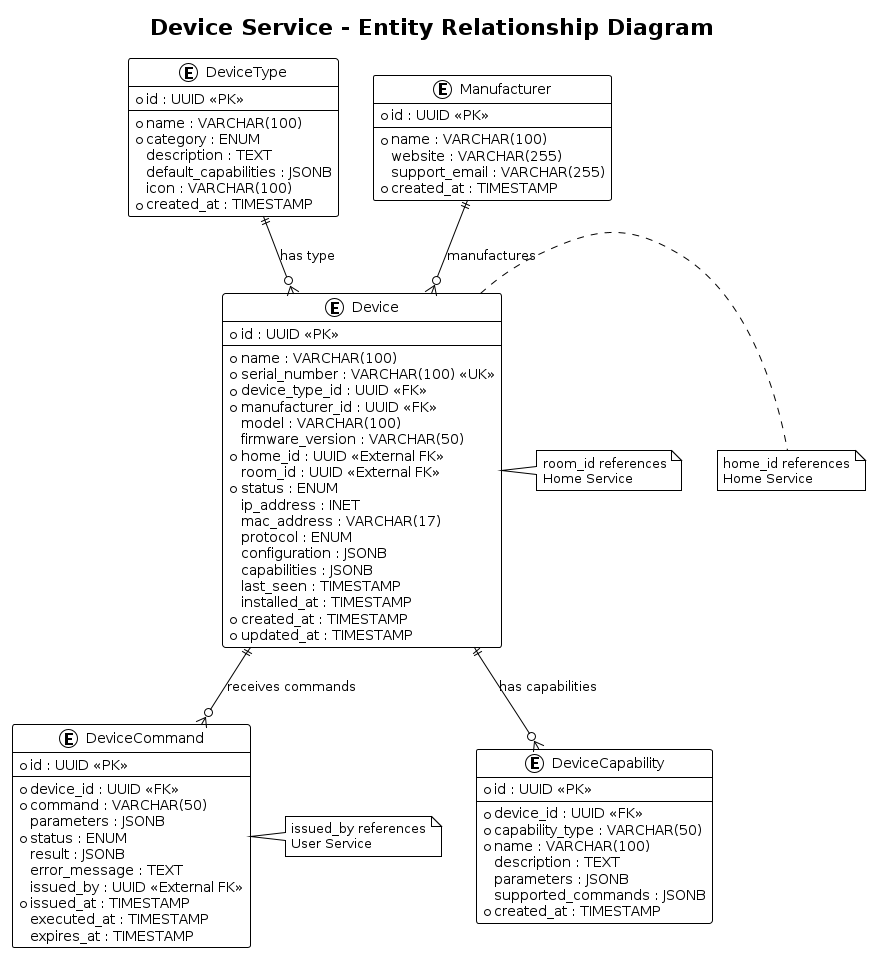 Device Service - Entity Relationship Diagram
E DeviceType
id : UUID «PK»
name : VARCHAR(100)
category : ENUM
description : TEXT
default_capabilities : JSONB
icon : VARCHAR(100)
created_at : TIMESTAMP
E Manufacturer
id : UUID «PK»
name : VARCHAR(100)
website : VARCHAR(255)
support_email : VARCHAR(255)
created_at : TIMESTAMP
has type
manufactures
E Device
id : UUID «PK»
name : VARCHAR(100)
serial_number : VARCHAR(100) «UK»
device_type_id : UUID «FK»
manufacturer_id : UUID «FK»
model : VARCHAR(100)
firmware_version : VARCHAR(50)
home_id : UUID «External FK»
room_id : UUID «External FK»
status : ENUM
ip_address : INET
mac_address : VARCHAR(17)
protocol : ENUM
configuration : JSONB
capabilities : JSONB
last_seen : TIMESTAMP
installed_at : TIMESTAMP
created_at : TIMESTAMP
updated_at : TIMESTAMP
room_id references
Home Service
home_id references
Home Service
receives commands
has capabilities
E DeviceCommand
id : UUID «PK»
device_id : UUID «FK»
command : VARCHAR(50)
parameters : JSONB
status : ENUM
result : JSONB
error_message : TEXT
issued_by : UUID «External FK»
issued_at : TIMESTAMP
executed_at : TIMESTAMP
expires_at : TIMESTAMP
issued_by references
User Service
E DeviceCapability
id : UUID «PK»
device_id : UUID «FK»
capability_type : VARCHAR(50)
name : VARCHAR(100)
description : TEXT
parameters : JSONB
supported_commands : JSONB
created_at : TIMESTAMP